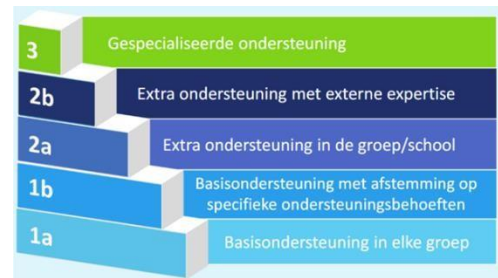 3 Gespecialiseerde ondersteuning
2b Extra ondersteuning met externe expertise
2a Extra ondersteuning in de groep/school
1b Basisondersteuning met afstemming op
specifieke ondersteuningsbehoeften
1a Basisondersteuning in elke groep